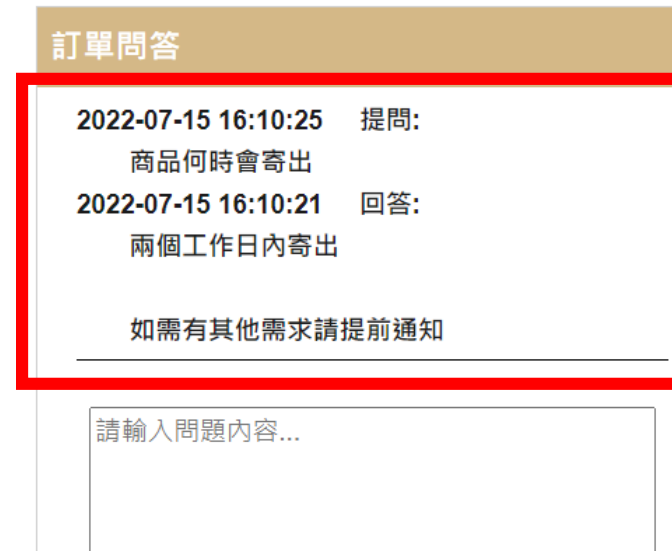 訂單問答
2022-07-15 16:10:25 提問:
商品何時會寄出
2022-07-15 16:10:21 回答:
兩個工作日內寄出
如需有其他需求請提前通知
請輸入問題內容...